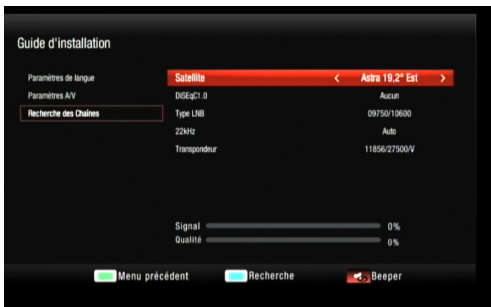 Guide d'installation
Paramètres de langue
Paramètres A/V
Recherche des Chaînes
Satellite < Astra 19,2° Est >
DiSEqC1.0 Aucun
Type LNB 09750/10600
22kHz Auto
Transpondeur 11856/27500/V
Signal 0%
Qualité 0%
Menu précédent Recherche Beeper